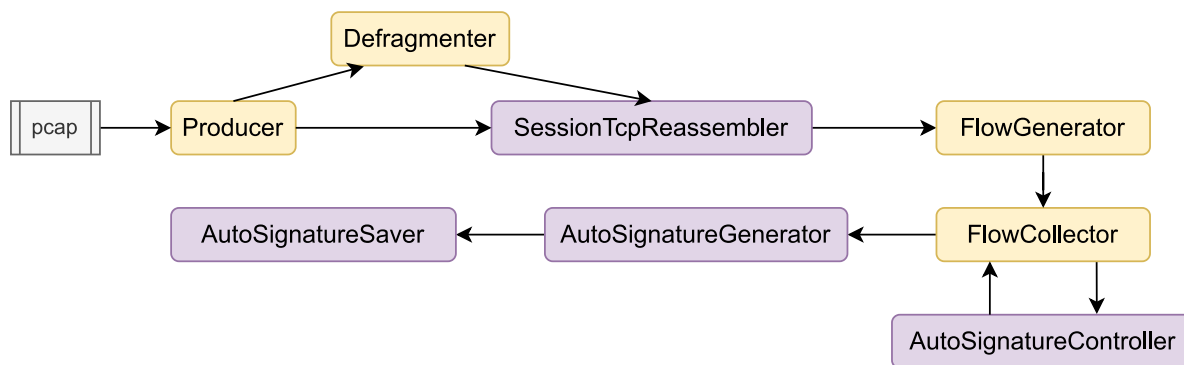 Defragmenter
pcap
Producer
SessionTcpReassembler
FlowGenerator
AutoSignatureSaver
AutoSignatureGenerator
FlowCollector
AutoSignatureController